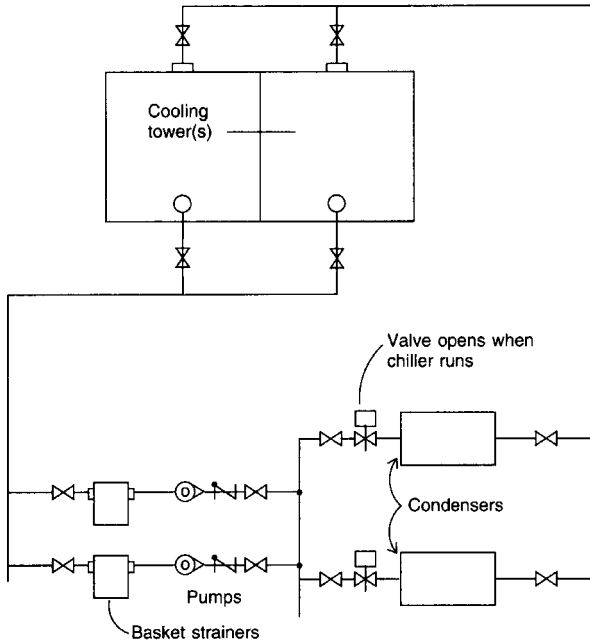 Cooling
tower(s)
Valve opens when
chiller runs
Condensers
Pumps
Basket strainers